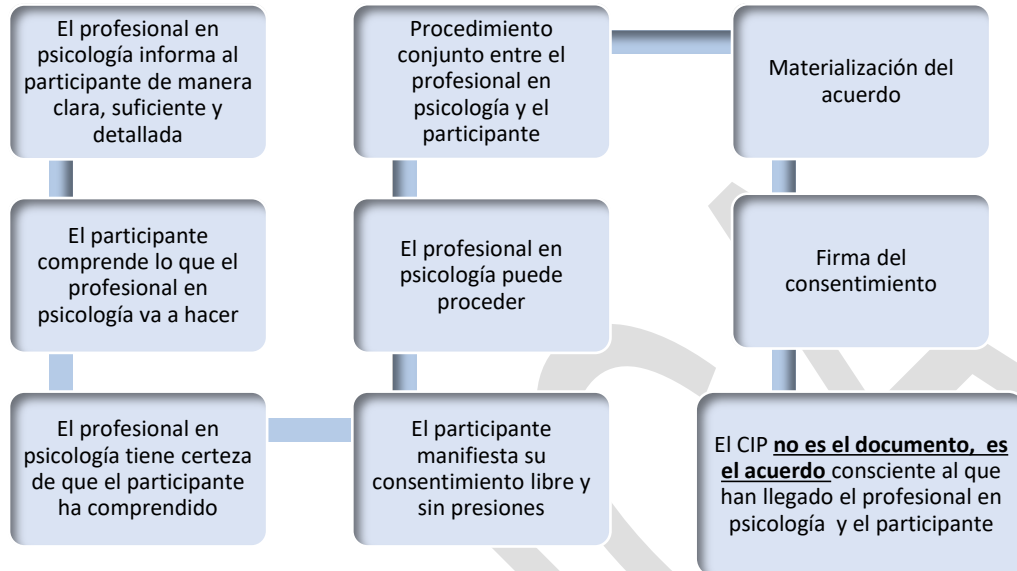 El profesional en
psicología informa al
participante de manera
clara, suficiente y
detallada
El participante
comprende lo que el
profesional en
psicología va a hacer
El profesional en
psicología tiene certeza
de que el participante
ha comprendido
El participante
manifiesta su
consentimiento libre y
sin presiones
El profesional en
psicología puede
proceder
Procedimiento
conjunto entre el
profesional en
psicología y el
participante
Materialización del
acuerdo
Firma del
consentimiento
El CIP no es el documento, es
el acuerdo consciente al que
han llegado el profesional en
psicología y el participante